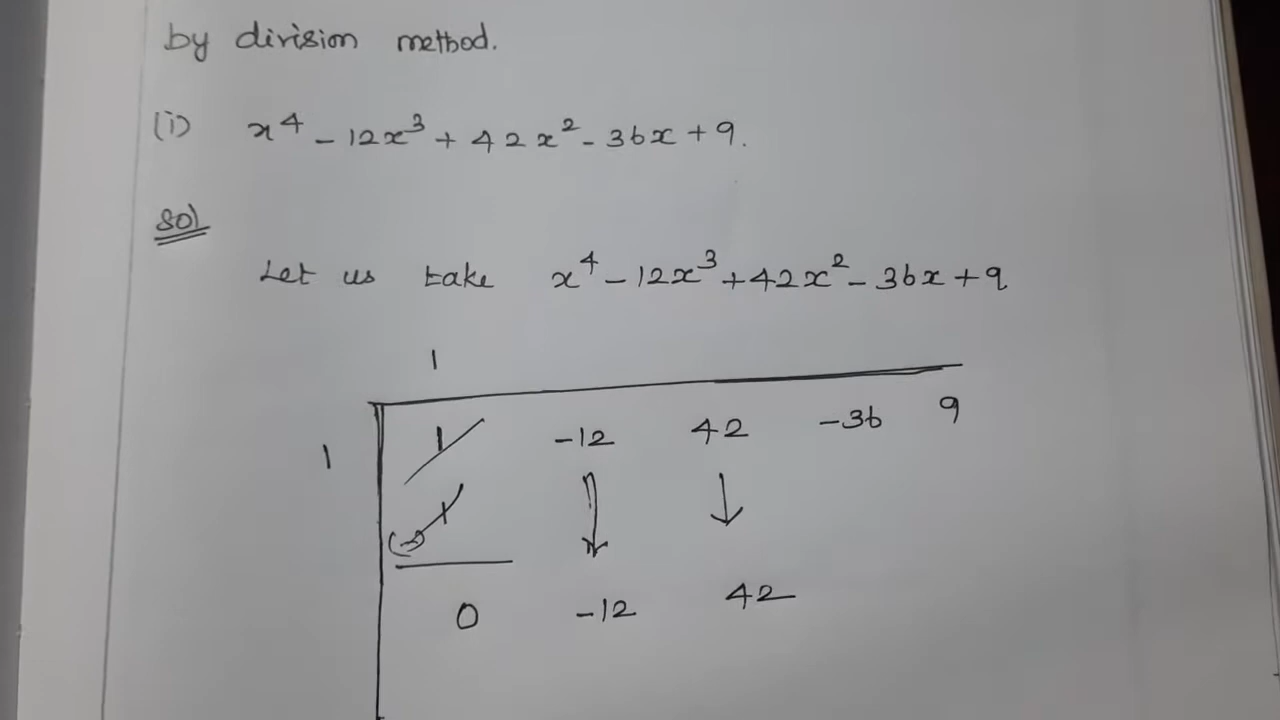 by division method.
(i) x⁴ - 12x³ + 42x² - 36x + 9.
Sol
Let us take x⁴ - 12x³ + 42x² - 36x + 9
1
1 1 -12 42 -36 9
(-) 1
0 -12 42